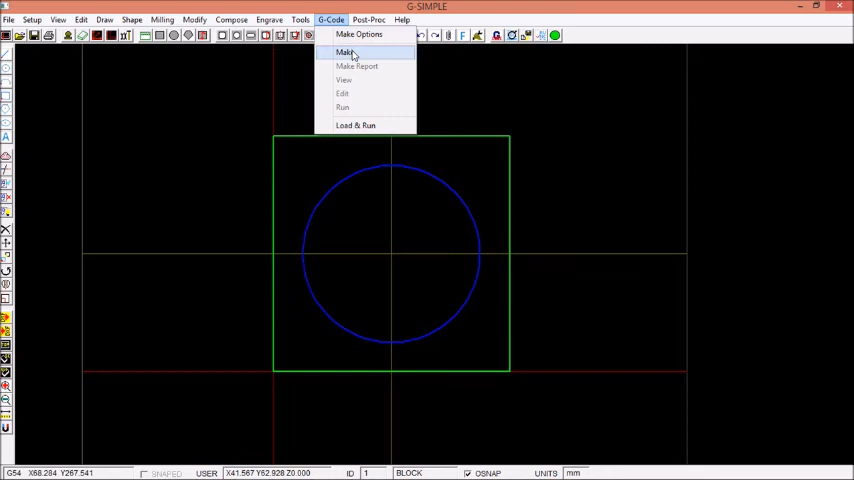 G-SIMPLE
File Setup View Edit Draw Shape Milling Modify Compose Engrave Tools G-Code Post-Proc Help
Make Options
Make
Make Report
View
Edit
Run
Load & Run
G54 X68.284 Y267.541 SNAPED USER X41.567 Y62.928 Z0.000 ID 1 BLOCK OSNAP UNITS mm